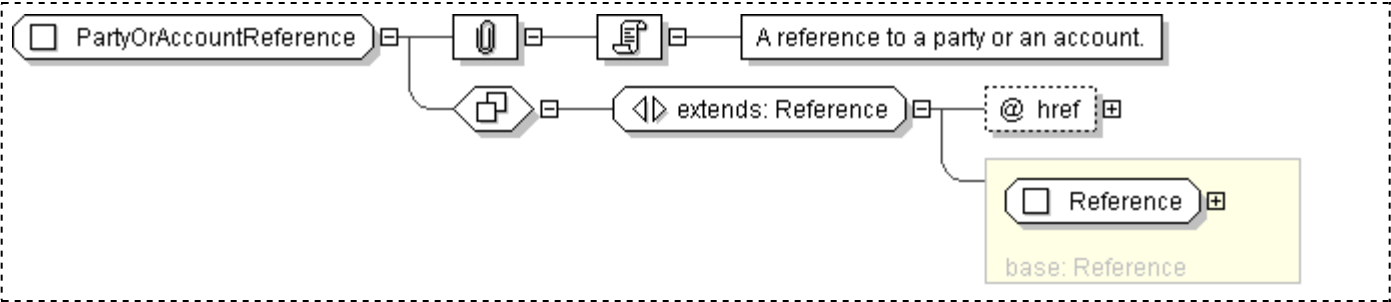 PartyOrAccountReference
A reference to a party or an account.
extends: Reference
@ href
Reference
base: Reference